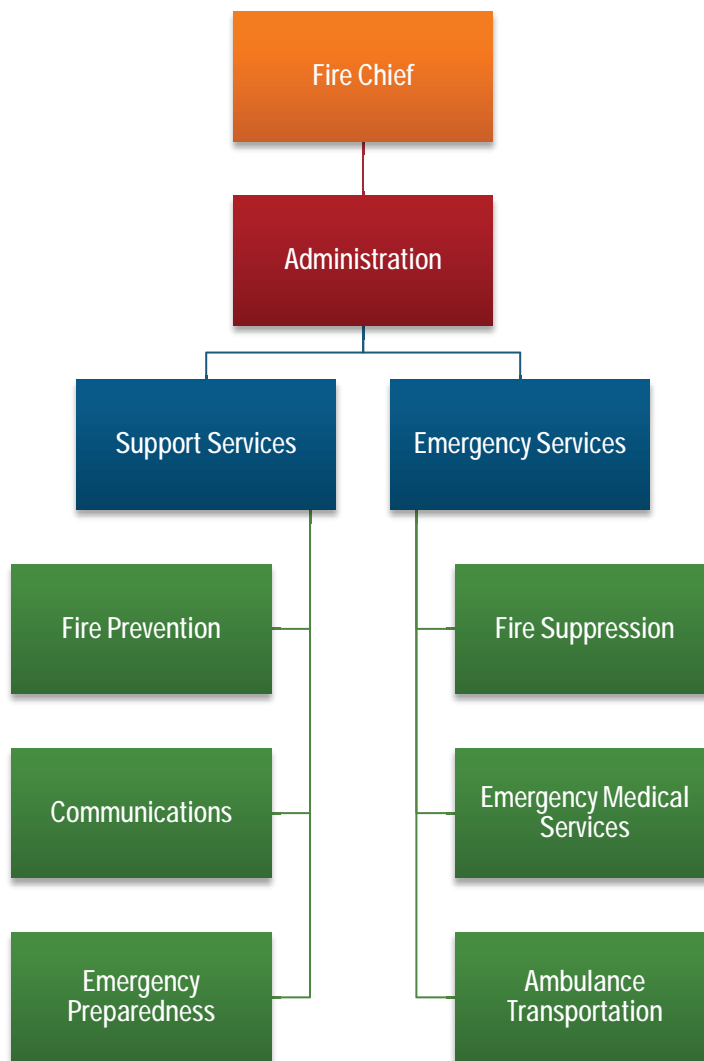 Fire Chief
Administration
Support Services
Emergency Services
Fire Prevention
Fire Suppression
Communications
Emergency Medical
Services
Emergency
Preparedness
Ambulance
Transportation